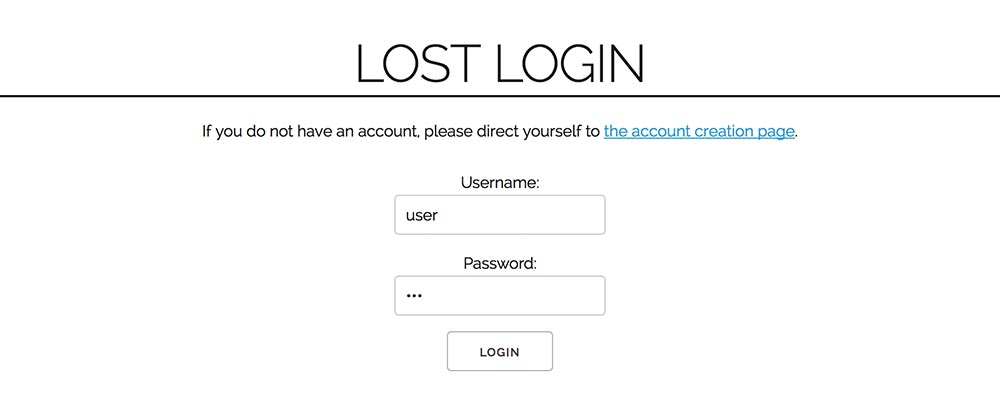 LOST LOGIN
If you do not have an account, please direct yourself to the account creation page.
Username:
user
Password:
•••
LOGIN